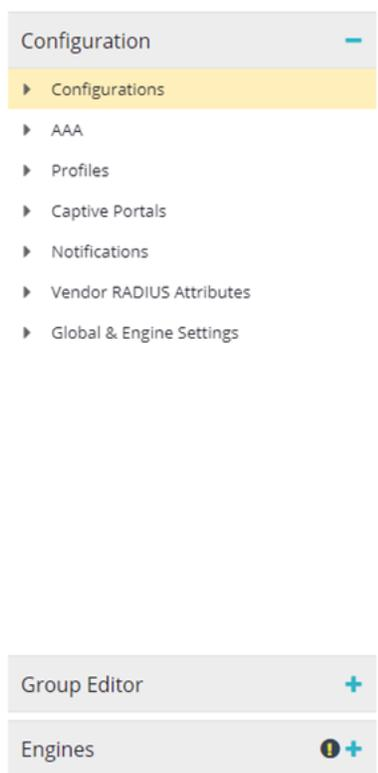 Configuration
Configurations
AAA
Profiles
Captive Portals
Notifications
Vendor RADIUS Attributes
Global & Engine Settings
Group Editor
Engines